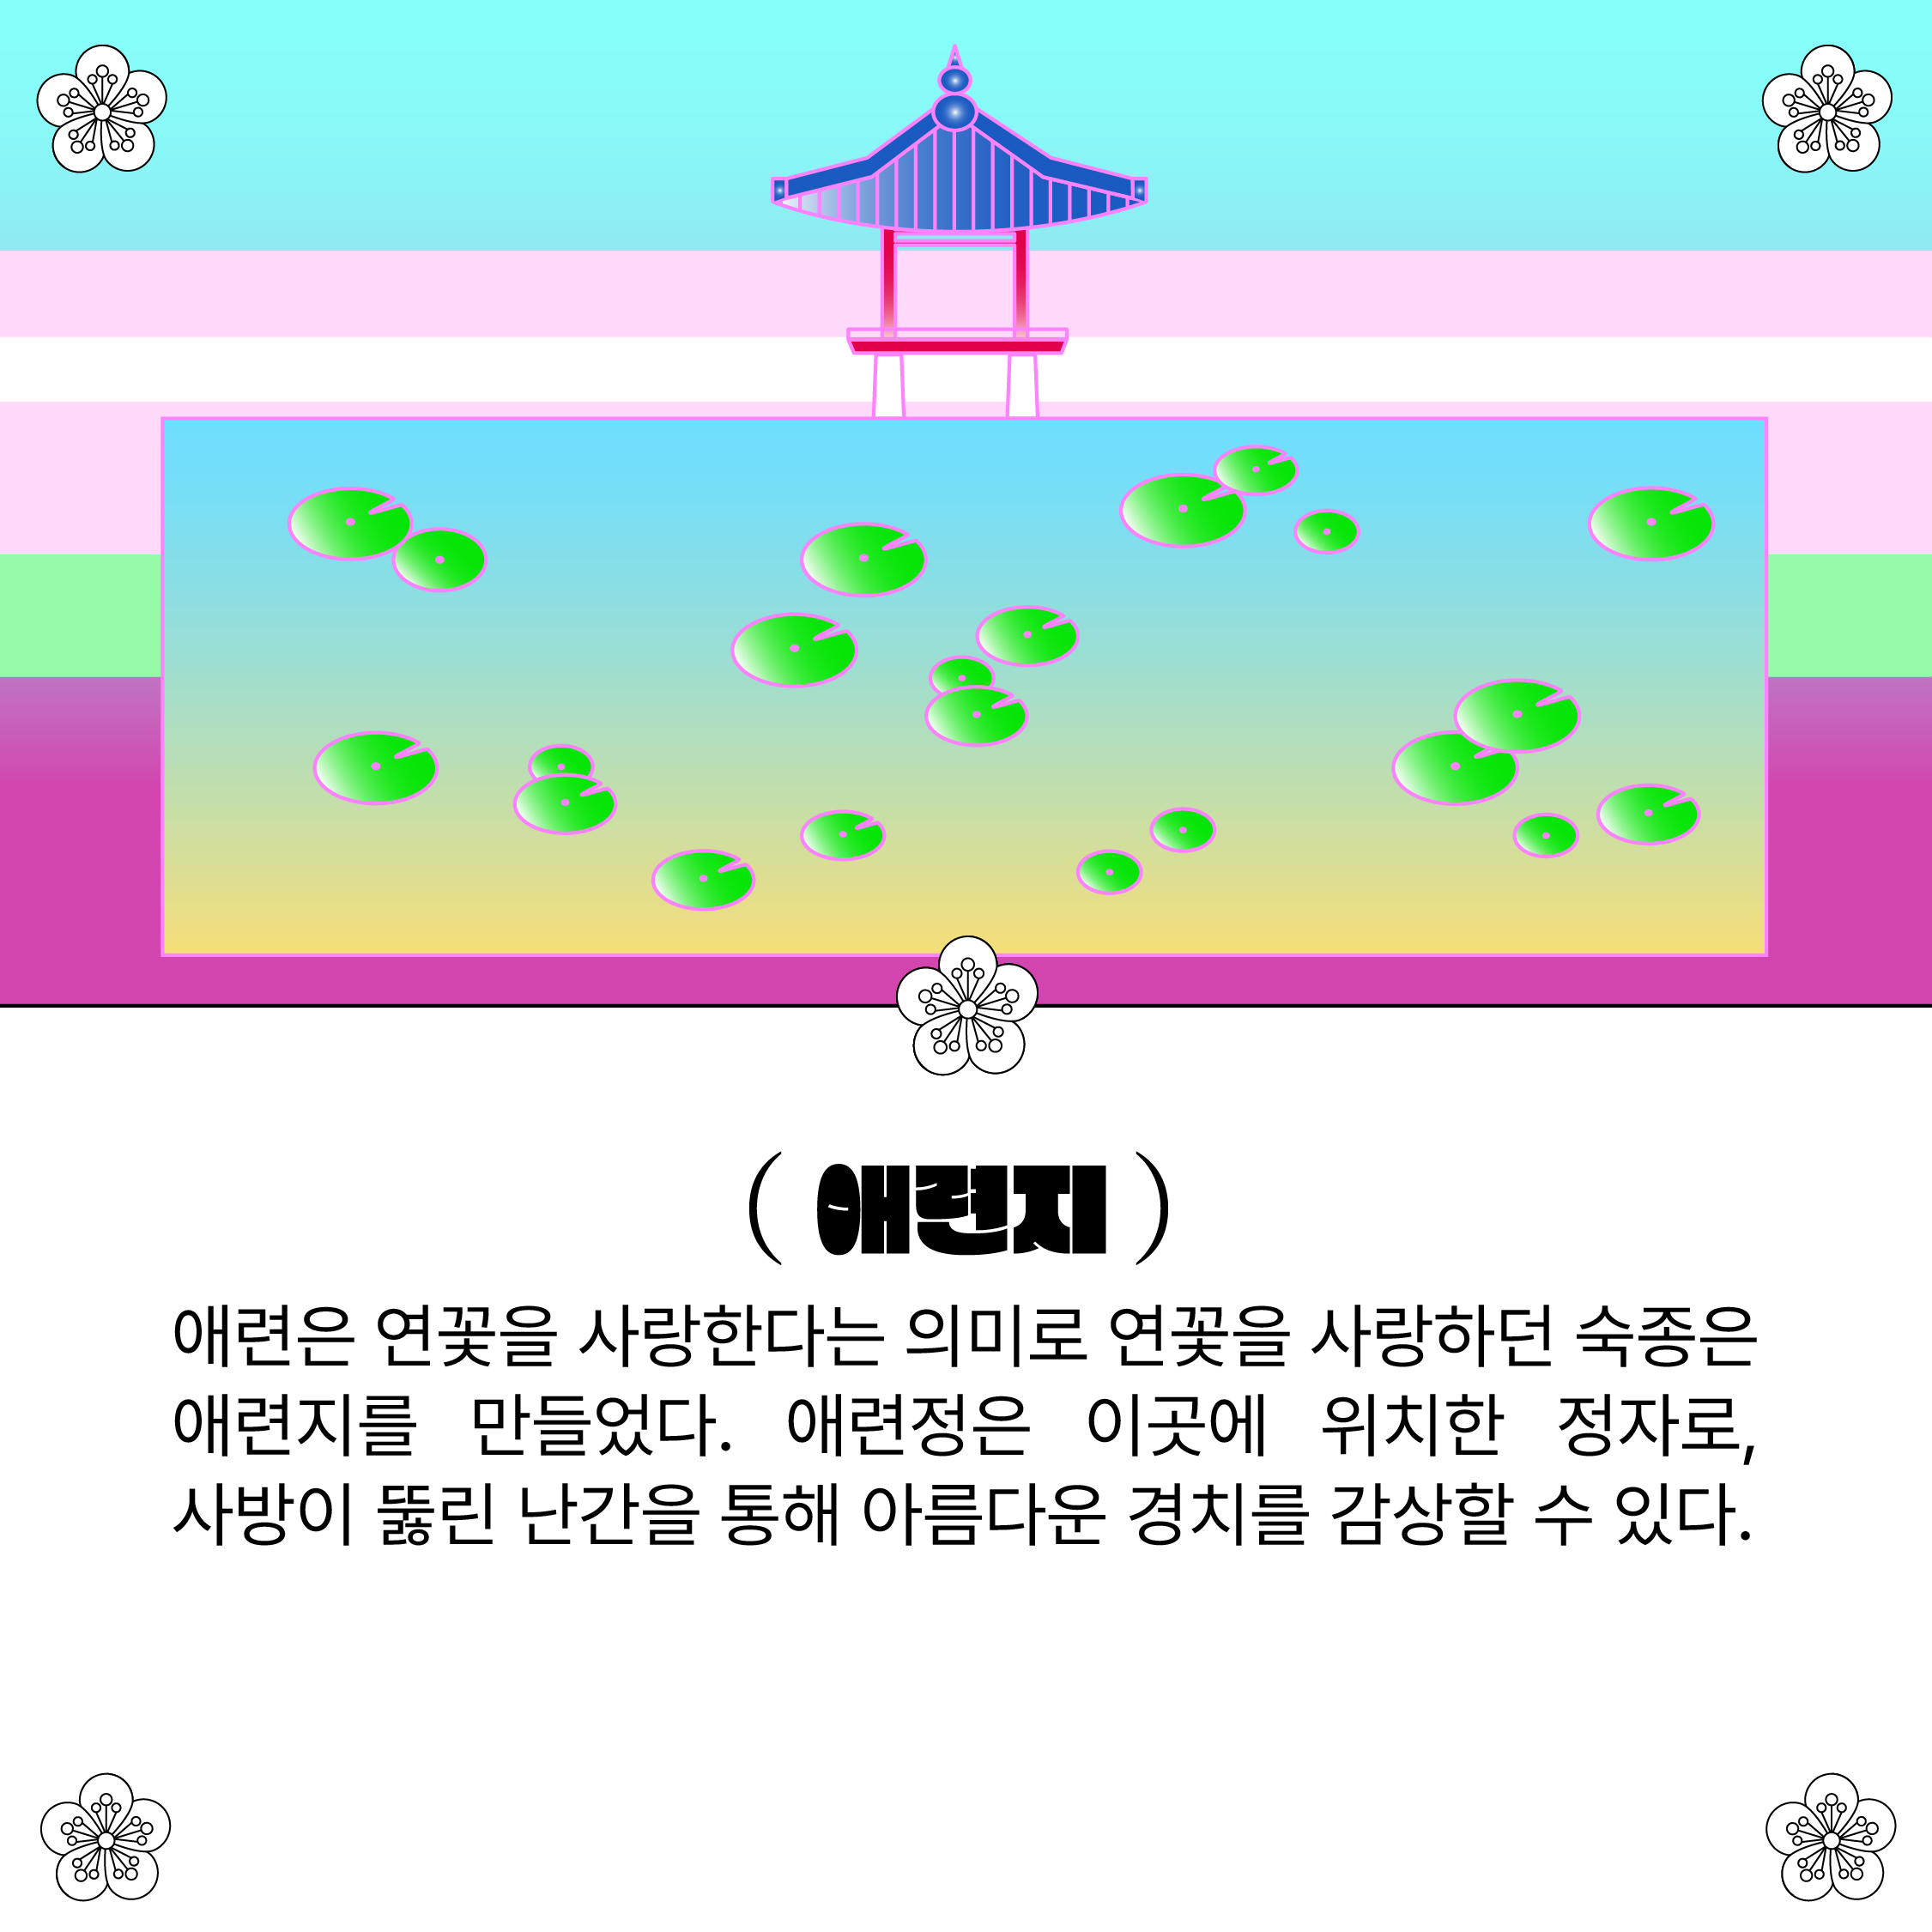 ( 애련지 )
애련은 연꽃을 사랑한다는 의미로 연꽃을 사랑하던 숙종은
애련지를 만들었다. 애련정은 이곳에 위치한 정자로,
사방이 뚫린 난간을 통해 아름다운 경치를 감상할 수 있다.